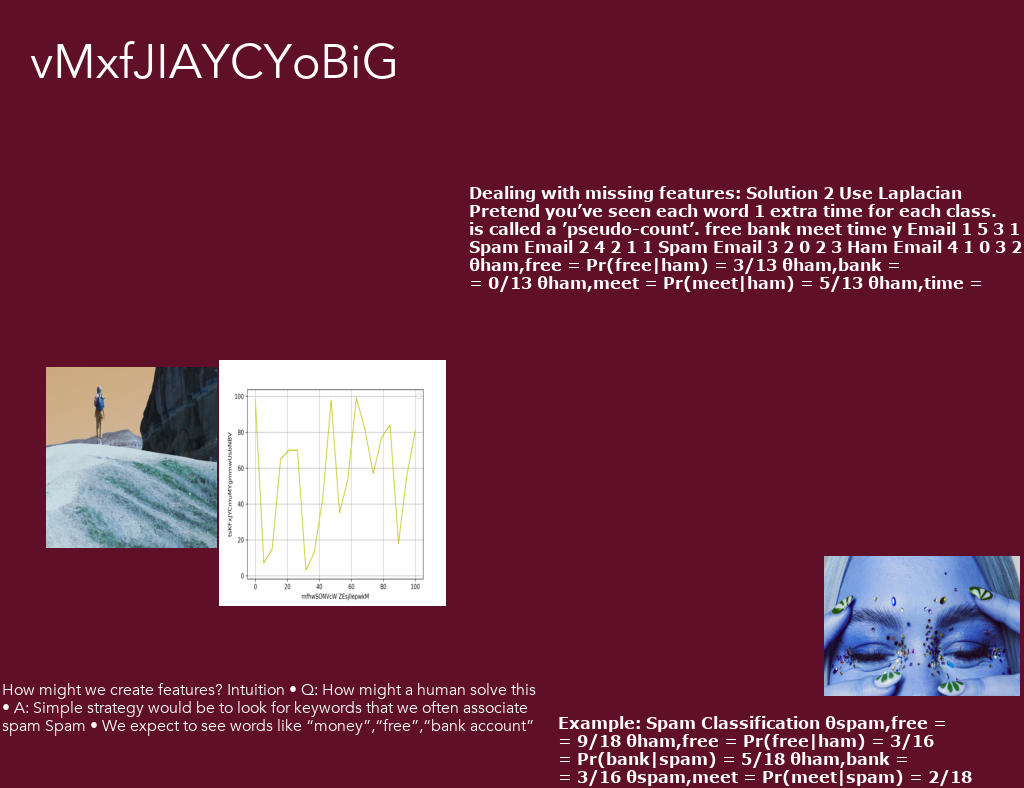 vMxfJIAYCYoBiG
Dealing with missing features: Solution 2 Use Laplacian
Pretend you’ve seen each word 1 extra time for each class.
is called a ’pseudo-count’. free bank meet time y Email 1 5 3 1
Spam Email 2 4 2 1 1 Spam Email 3 2 0 2 3 Ham Email 4 1 0 3 2
θham,free = Pr(free|ham) = 3/13 θham,bank =
= 0/13 θham,meet = Pr(meet|ham) = 5/13 θham,time =
100
80
60
40
20
0
0 20 40 60 80 100
How might we create features? Intuition • Q: How might a human solve this
• A: Simple strategy would be to look for keywords that we often associate
spam Spam • We expect to see words like “money”,“free”,“bank account”
Example: Spam Classification θspam,free =
= 9/18 θham,free = Pr(free|ham) = 3/16
= Pr(bank|spam) = 5/18 θham,bank =
= 3/16 θspam,meet = Pr(meet|spam) = 2/18